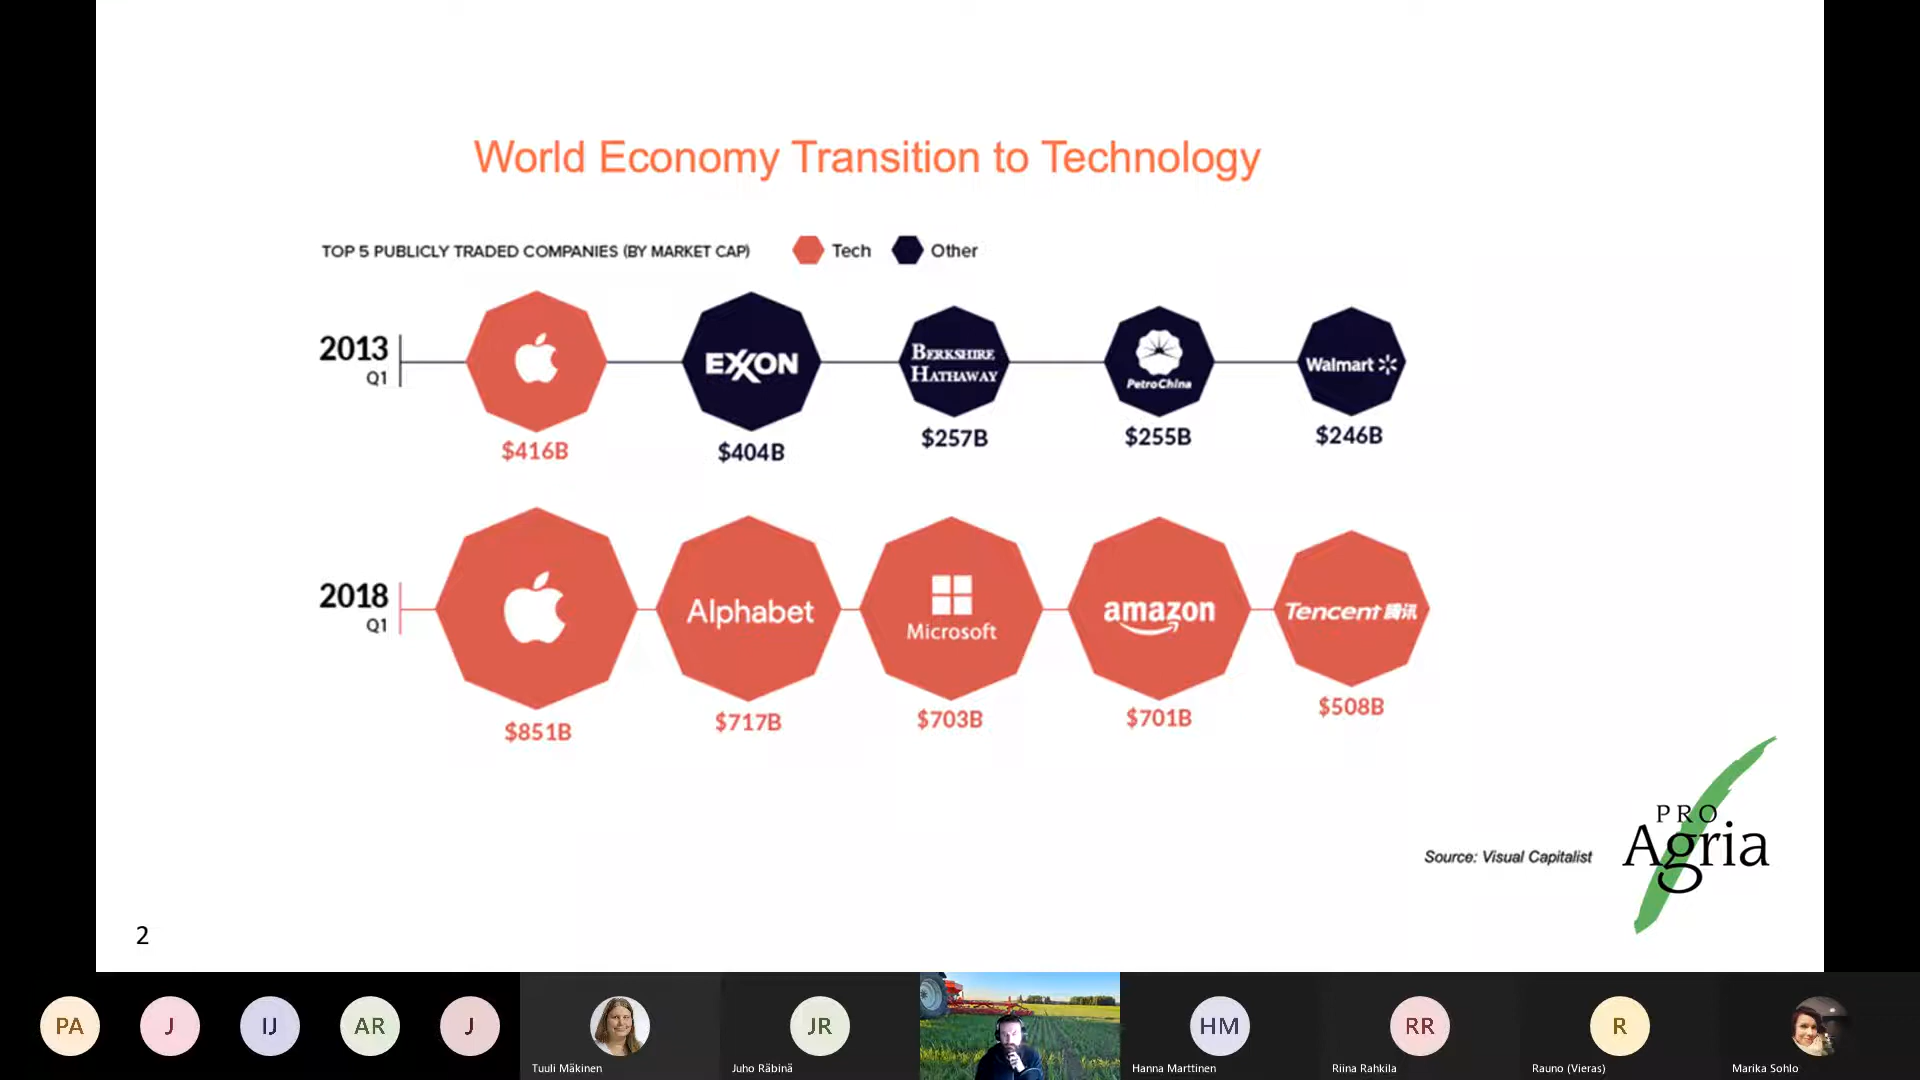 World Economy Transition to Technology
TOP 5 PUBLICLY TRADED COMPANIES (BY MARKET CAP)
Tech
Other
2013
Q1
EXXON
BERKSHIRE
HATHAWAY
PetroChina
Walmart
$416B
$404B
$257B
$255B
$246B
2018
Q1
Alphabet
Microsoft
amazon
Tencent 腾讯
$851B
$717B
$703B
$701B
$508B
PRO
Agria
Source: Visual Capitalist
2
PA
J
IJ
AR
J
JR
HM
RR
R
Tuuli Mäkinen
Juho Räbinä
Hanna Marttinen
Riina Rahkila
Rauno (Vieras)
Marika Sohlo